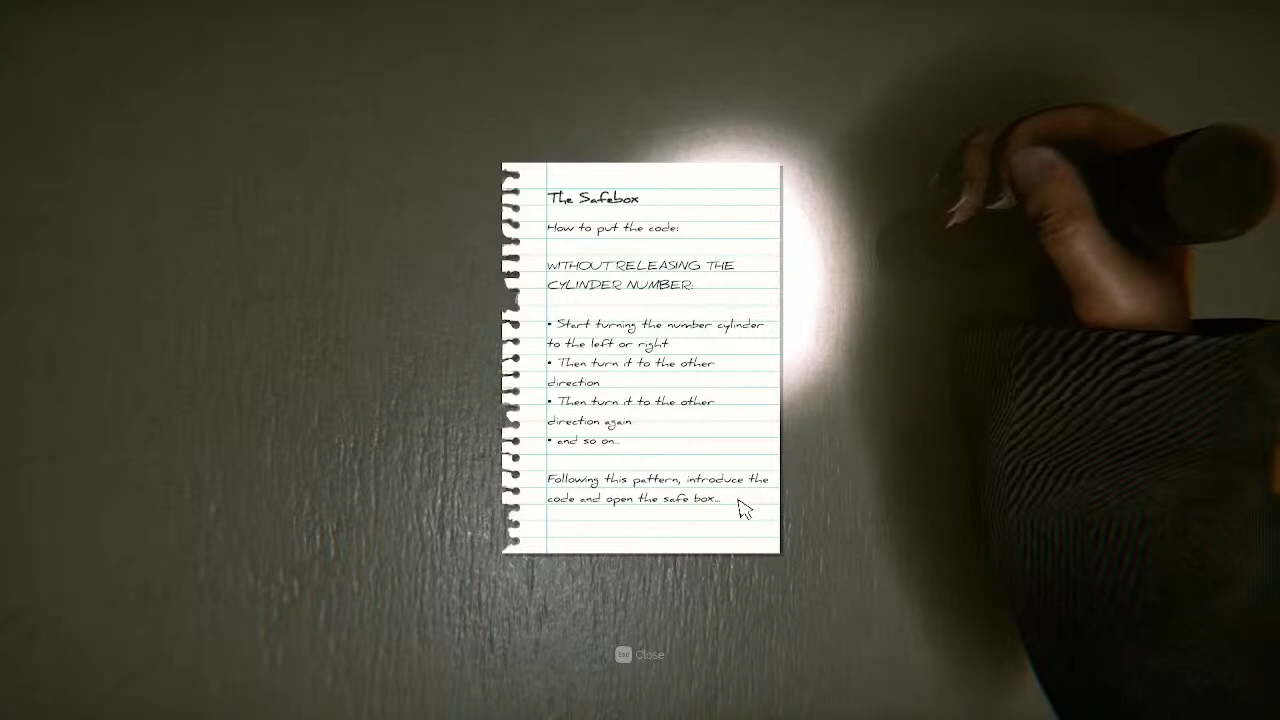 The Safebox
How to put the code:
WITHOUT RELEASING THE
CYLINDER NUMBER:
• Start turning the number cylinder
to the left or right
• Then turn it to the other
direction
• Then turn it to the other
direction again
• and so on...
Following this pattern, introduce the
code and open the safe box...
Esc Close